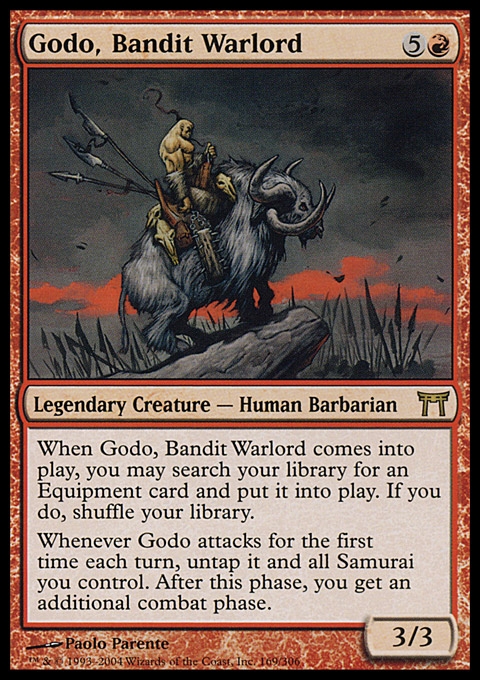 Godo, Bandit Warlord 5
Legendary Creature — Human Barbarian
When Godo, Bandit Warlord comes into
play, you may search your library for an
Equipment card and put it into play. If you
do, shuffle your library.
Whenever Godo attacks for the first
time each turn, untap it and all Samurai
you control. After this phase, you get an
additional combat phase.
3/3
Paolo Parente
™ & © 1993–2004 Wizards of the Coast, Inc. 169/306